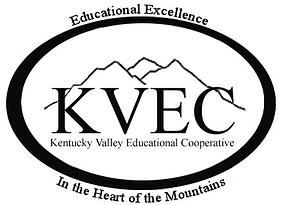 Educational Excellence
KVEC
Kentucky Valley Educational Cooperative
In the Heart of the Mountains